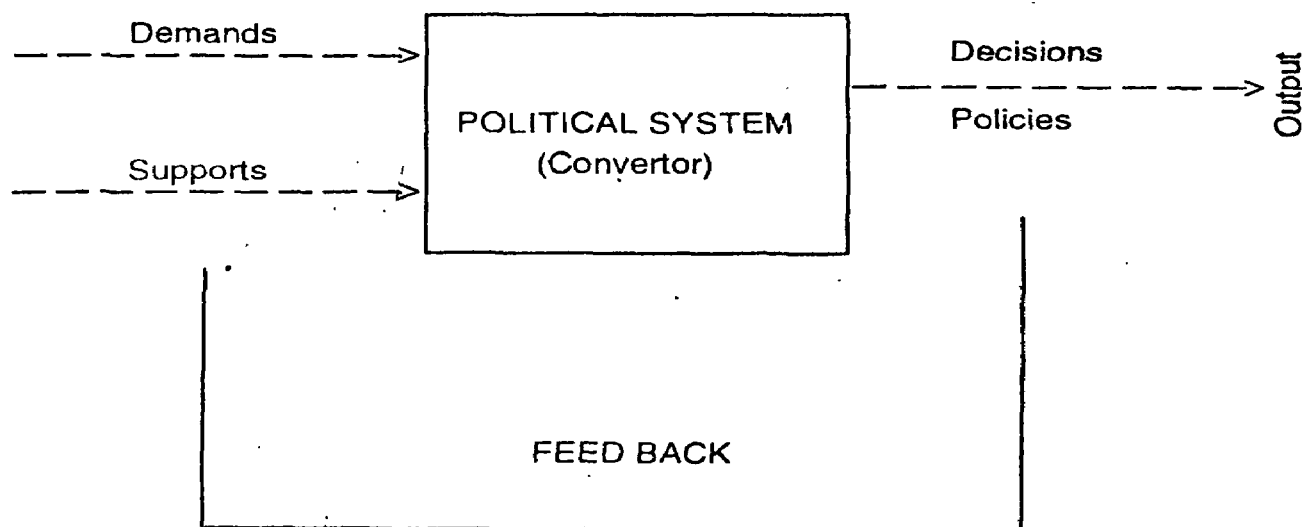 Demands
Supports
POLITICAL SYSTEM
(Convertor)
Decisions
Policies
Output
FEED BACK